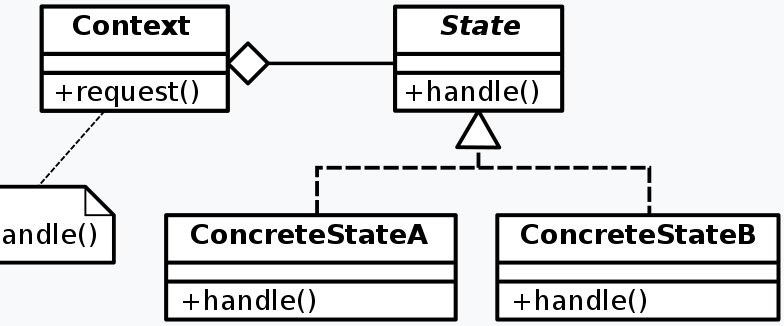 Context
State
+request()
+handle()
andle()
ConcreteStateA
ConcreteStateB
+handle()
+handle()